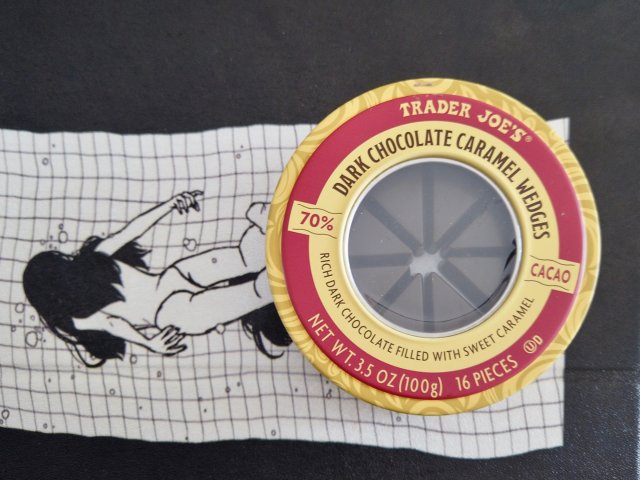 TRADER JOE'S®
DARK CHOCOLATE CARAMEL WEDGES
70%
CACAO
RICH DARK CHOCOLATE FILLED WITH SWEET CARAMEL
NET WT. 3.5 OZ (100g) 16 PIECES ⓊD